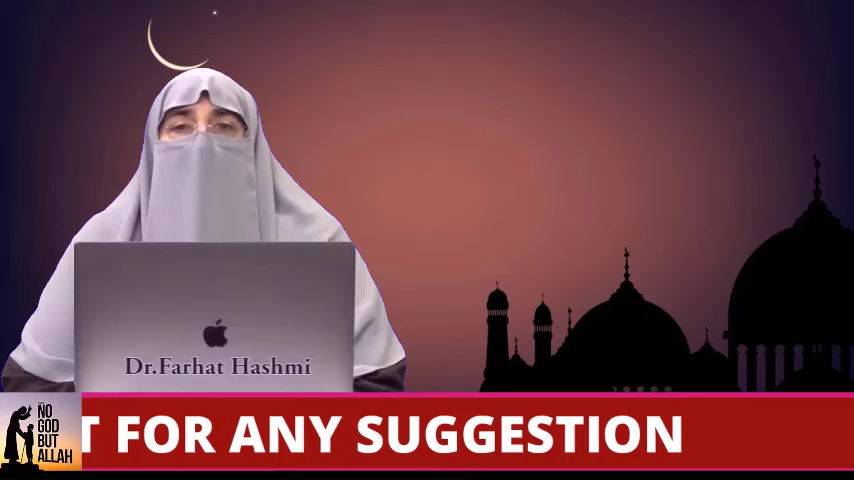 Dr.Farhat Hashmi
NO
GOD
BUT
ALLAH
T FOR ANY SUGGESTION